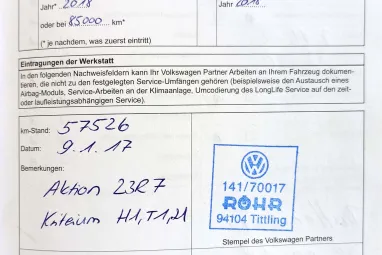 Jahr* 2018
Jahr 2018
oder bei 85000 km*
(* je nachdem, was zuerst eintritt)
Eintragungen der Werkstatt
In den folgenden Nachweisfeldern kann Ihr Volkswagen Partner Arbeiten an Ihrem Fahrzeug dokumen-
tieren, die nicht zu den festgelegten Service-Umfängen gehören (beispielsweise den Austausch eines
Airbag-Moduls, Service-Arbeiten an der Klimaanlage, Umcodierung des LongLife Service auf den zeit-
oder laufleistungsabhängigen Service).
km-Stand: 57526
Datum: 9.1.17
Bemerkungen:
Aktion 23R7
Kriterium H1, T1, 21
141/70017
RÖHR
94104 Tittling
Stempel des Volkswagen Partners